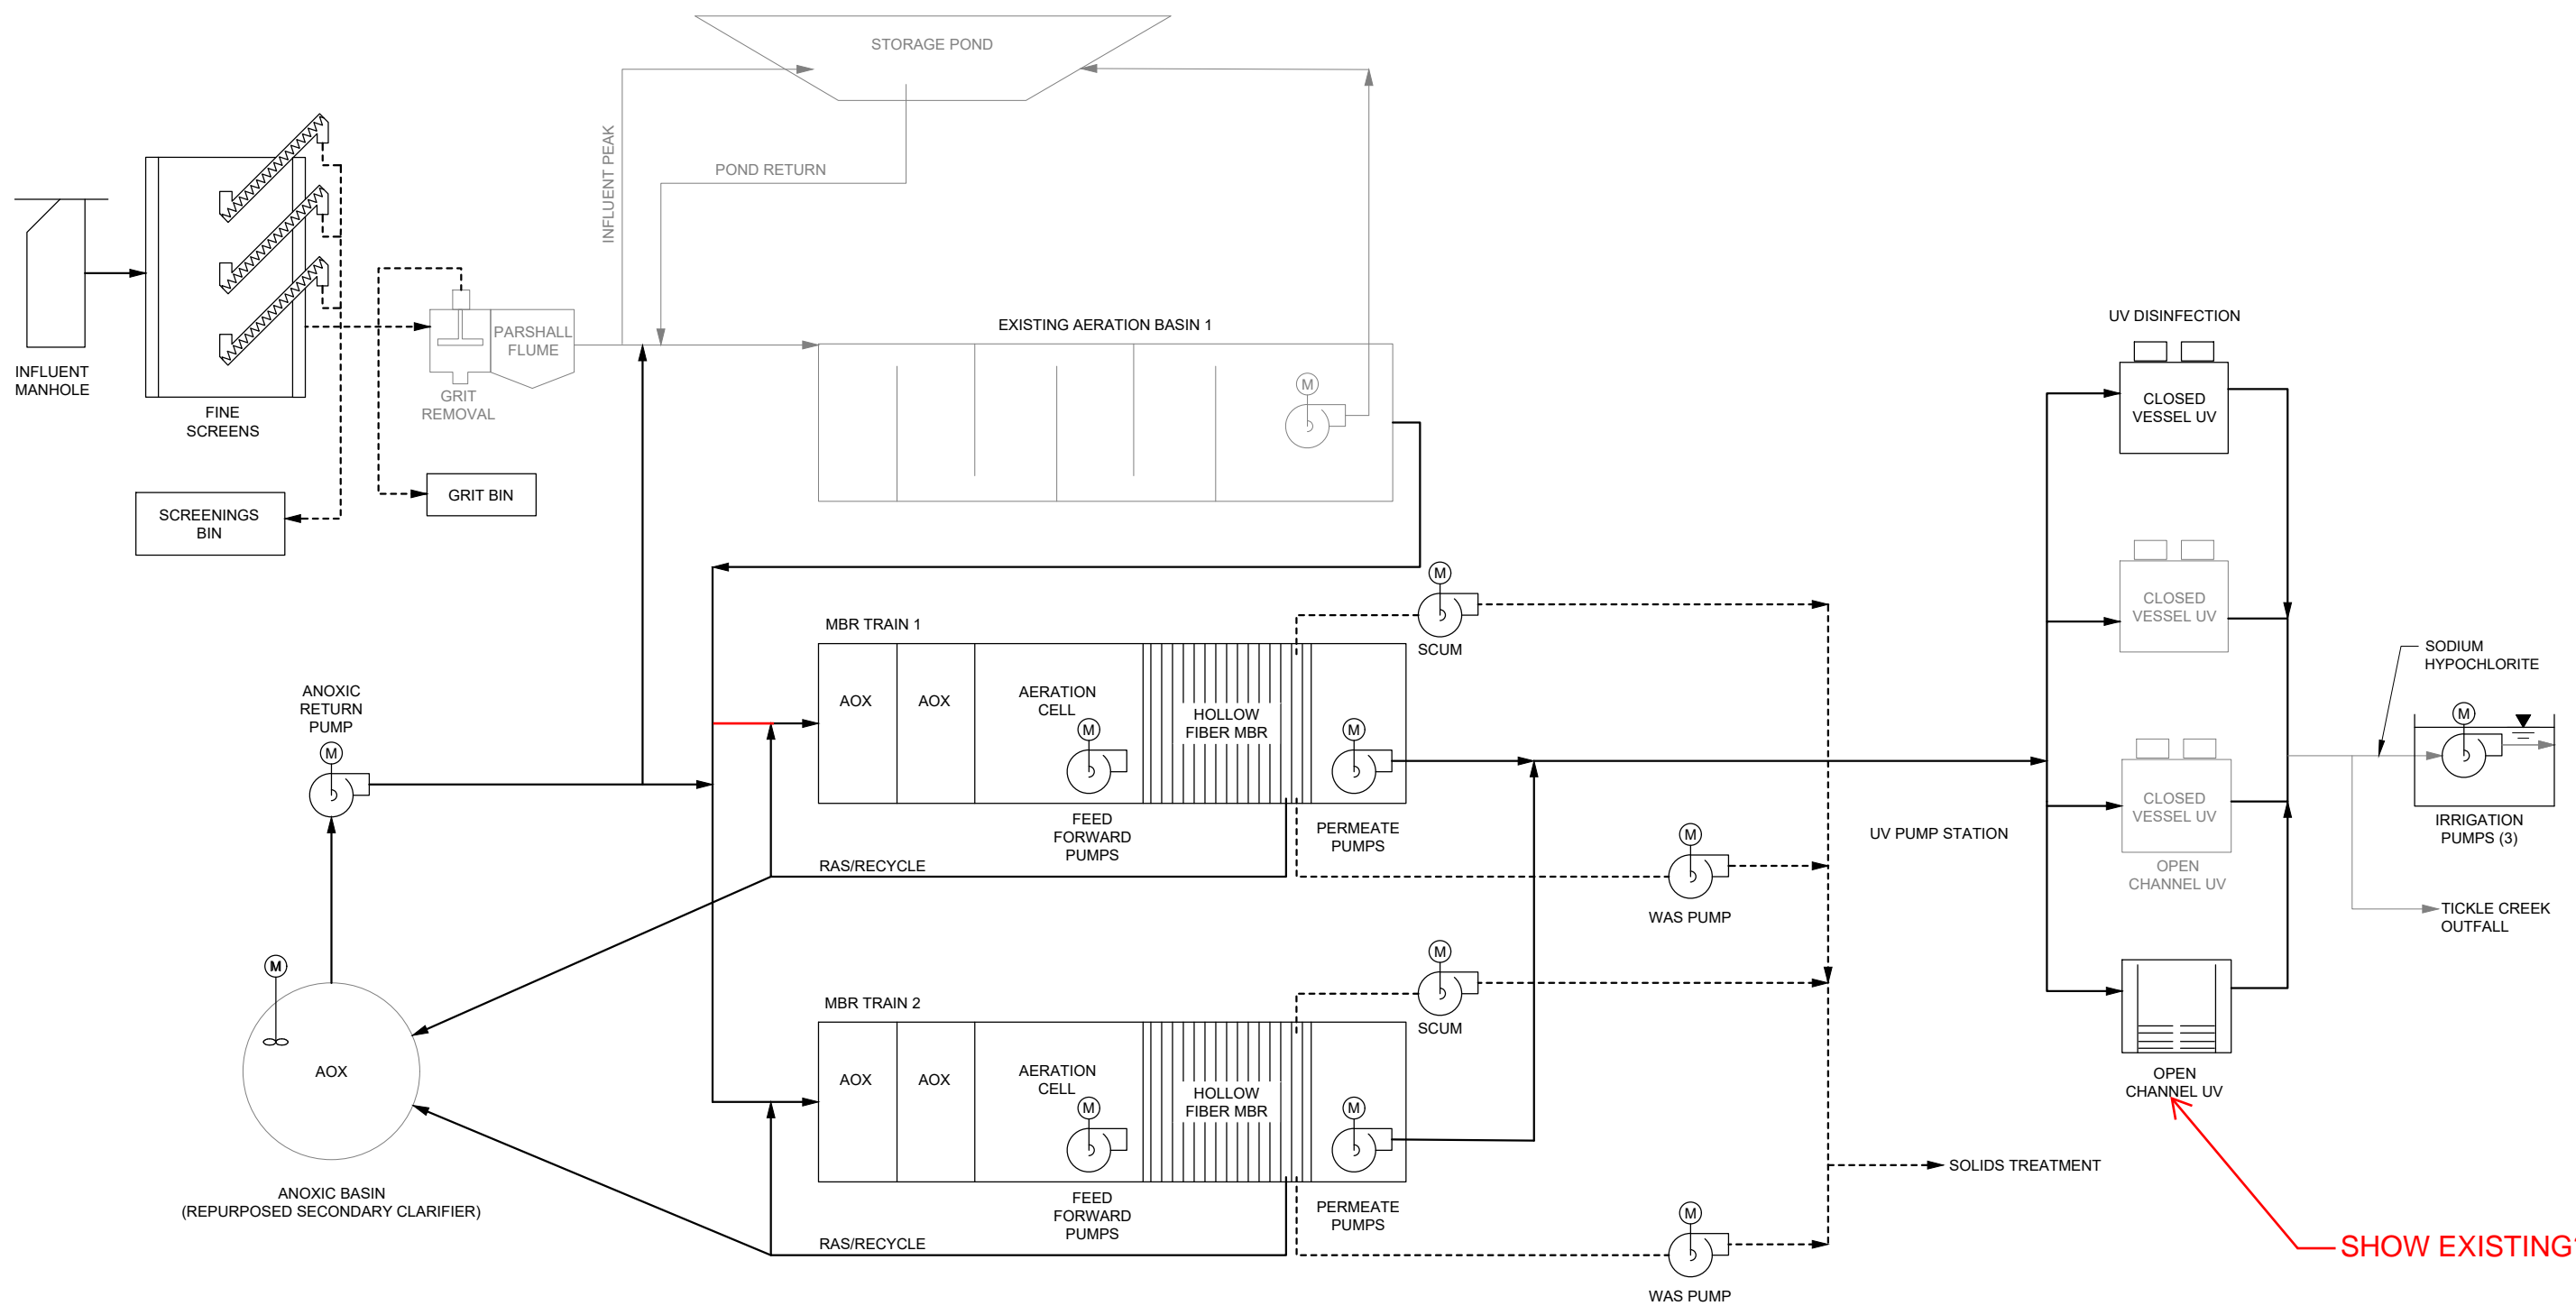 STORAGE POND
INFLUENT PEAK
POND RETURN
INFLUENT
MANHOLE
FINE
SCREENS
SCREENINGS
BIN
GRIT
REMOVAL
PARSHALL
FLUME
GRIT BIN
EXISTING AERATION BASIN 1
M
UV DISINFECTION
CLOSED
VESSEL UV
CLOSED
VESSEL UV
CLOSED
VESSEL UV
OPEN
CHANNEL UV
OPEN
CHANNEL UV
SHOW EXISTING
SODIUM
HYPOCHLORITE
M
IRRIGATION
PUMPS (3)
TICKLE CREEK
OUTFALL
UV PUMP STATION
MBR TRAIN 1
AOX
AOX
AERATION
CELL
M
HOLLOW
FIBER MBR
M
FEED
FORWARD
PUMPS
PERMEATE
PUMPS
RAS/RECYCLE
M
SCUM
M
WAS PUMP
ANOXIC
RETURN
PUMP
M
M
AOX
ANOXIC BASIN
(REPURPOSED SECONDARY CLARIFIER)
MBR TRAIN 2
AOX
AOX
AERATION
CELL
M
HOLLOW
FIBER MBR
M
FEED
FORWARD
PUMPS
PERMEATE
PUMPS
RAS/RECYCLE
M
SCUM
M
WAS PUMP
SOLIDS TREATMENT